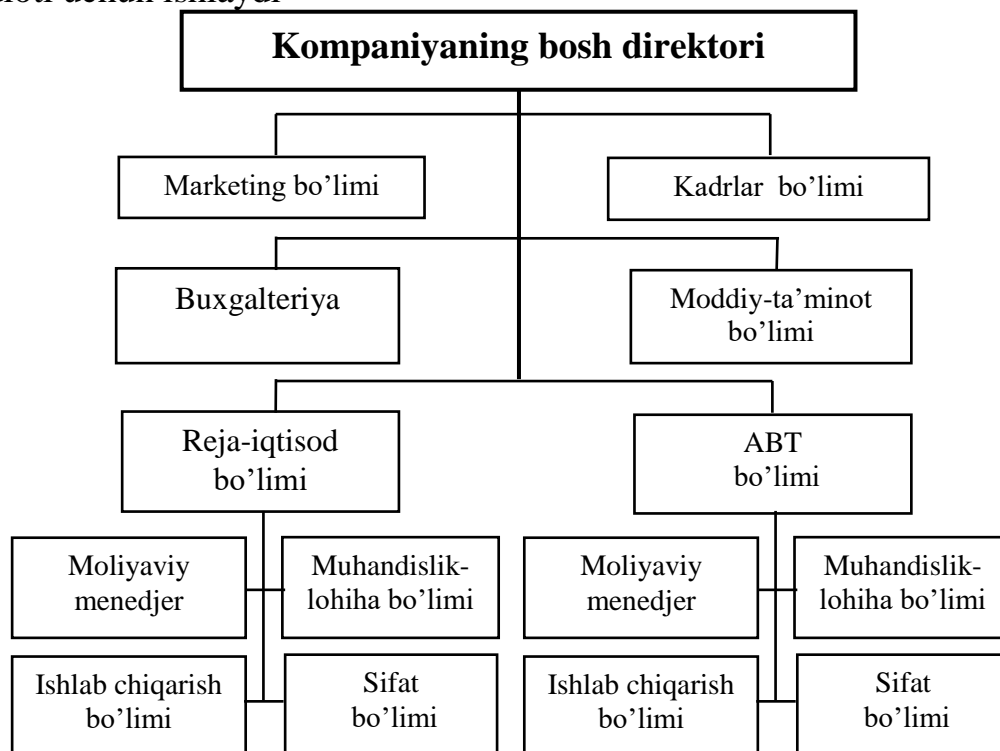 uchun ishlaydi
Kompaniyaning bosh direktori
Marketing bo’limi
Kadrlar bo’limi
Buxgalteriya
Moddiy-ta’minot
bo’limi
Reja-iqtisod
bo’limi
ABT
bo’limi
Moliyaviy
menedjer
Muhandislik-
lohiha bo’limi
Moliyaviy
menedjer
Muhandislik-
lohiha bo’limi
Ishlab chiqarish
bo’limi
Sifat
bo’limi
Ishlab chiqarish
bo’limi
Sifat
bo’limi